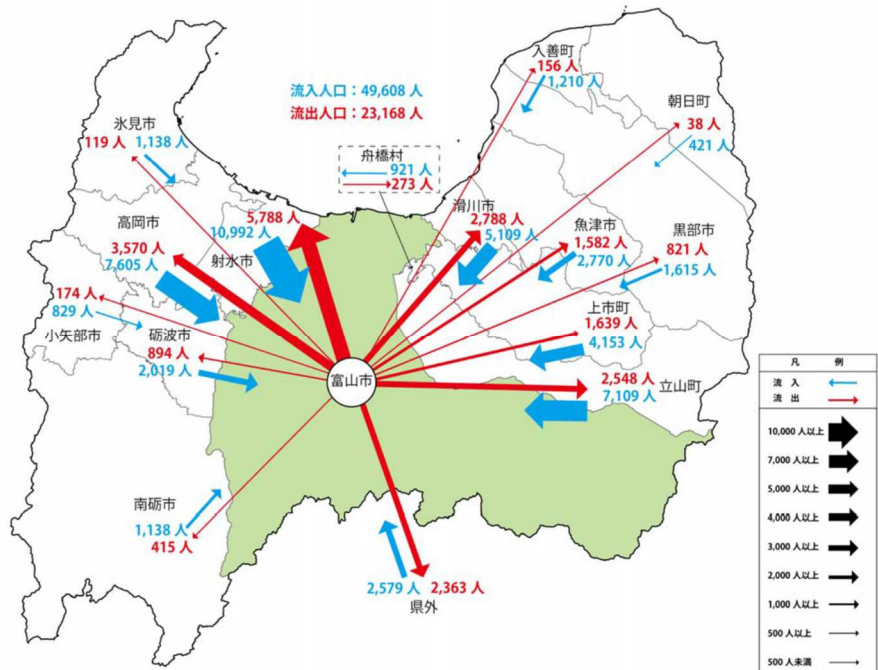 流入人口：49,608 人
流出人口：23,168 人
入善町
156 人
1,210 人
朝日町
38 人
421 人
氷見市
119 人 1,138 人
舟橋村
921 人
273 人
滑川市
2,788 人
5,109 人
魚津市
1,582 人
2,770 人
黒部市
821 人
1,615 人
高岡市
3,570 人
7,605 人
5,788 人
10,992 人
射水市
174 人
829 人
小矢部市
砺波市
894 人
2,019 人
上市町
1,639 人
4,153 人
富山市
2,548 人
7,109 人
立山町
南砺市
1,138 人
415 人
2,579 人 2,363 人
県外
凡 例
流 入
流 出
10,000 人以上
7,000 人以上
5,000 人以上
4,000 人以上
3,000 人以上
2,000 人以上
1,000 人以上
500 人以上
500 人未満